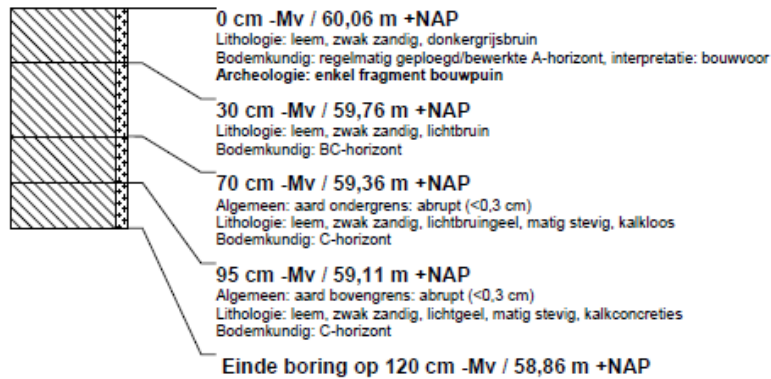 0 cm -Mv / 60,06 m +NAP
Lithologie: leem, zwak zandig, donkergrijsbruin
Bodemkundig: regelmatig geploegd/bewerkte A-horizont, interpretatie: bouwvoor
Archeologie: enkel fragment bouwpuin
30 cm -Mv / 59,76 m +NAP
Lithologie: leem, zwak zandig, lichtbruin
Bodemkundig: BC-horizont
70 cm -Mv / 59,36 m +NAP
Algemeen: aard ondergrens: abrupt (<0,3 cm)
Lithologie: leem, zwak zandig, lichtbruingeel, matig stevig, kalkloos
Bodemkundig: C-horizont
95 cm -Mv / 59,11 m +NAP
Algemeen: aard bovengrens: abrupt (<0,3 cm)
Lithologie: leem, zwak zandig, lichtgeel, matig stevig, kalkconcreties
Bodemkundig: C-horizont
Einde boring op 120 cm -Mv / 58,86 m +NAP